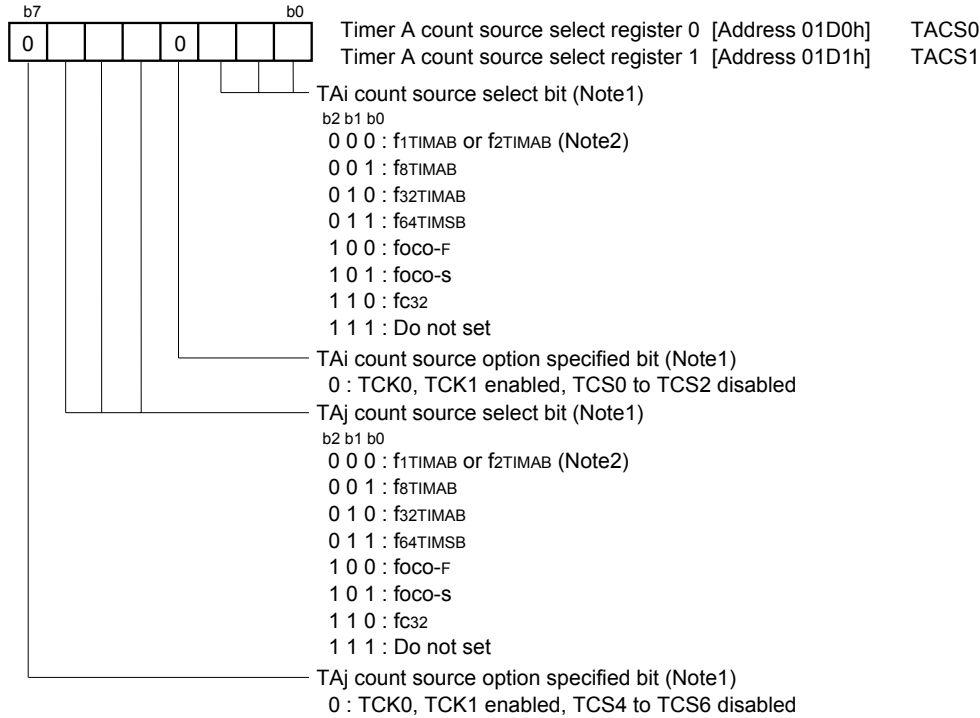 b7 b0
0 0
Timer A count source select register 0 [Address 01D0h] TACS0
Timer A count source select register 1 [Address 01D1h] TACS1
TAi count source select bit (Note1)
b2 b1 b0
0 0 0 : f1TIMAB or f2TIMAB (Note2)
0 0 1 : f8TIMAB
0 1 0 : f32TIMAB
0 1 1 : f64TIMSB
1 0 0 : foco-F
1 0 1 : foco-s
1 1 0 : fc32
1 1 1 : Do not set
TAi count source option specified bit (Note1)
0 : TCK0, TCK1 enabled, TCS0 to TCS2 disabled
TAj count source select bit (Note1)
b2 b1 b0
0 0 0 : f1TIMAB or f2TIMAB (Note2)
0 0 1 : f8TIMAB
0 1 0 : f32TIMAB
0 1 1 : f64TIMSB
1 0 0 : foco-F
1 0 1 : foco-s
1 1 0 : fc32
1 1 1 : Do not set
TAj count source option specified bit (Note1)
0 : TCK0, TCK1 enabled, TCS4 to TCS6 disabled